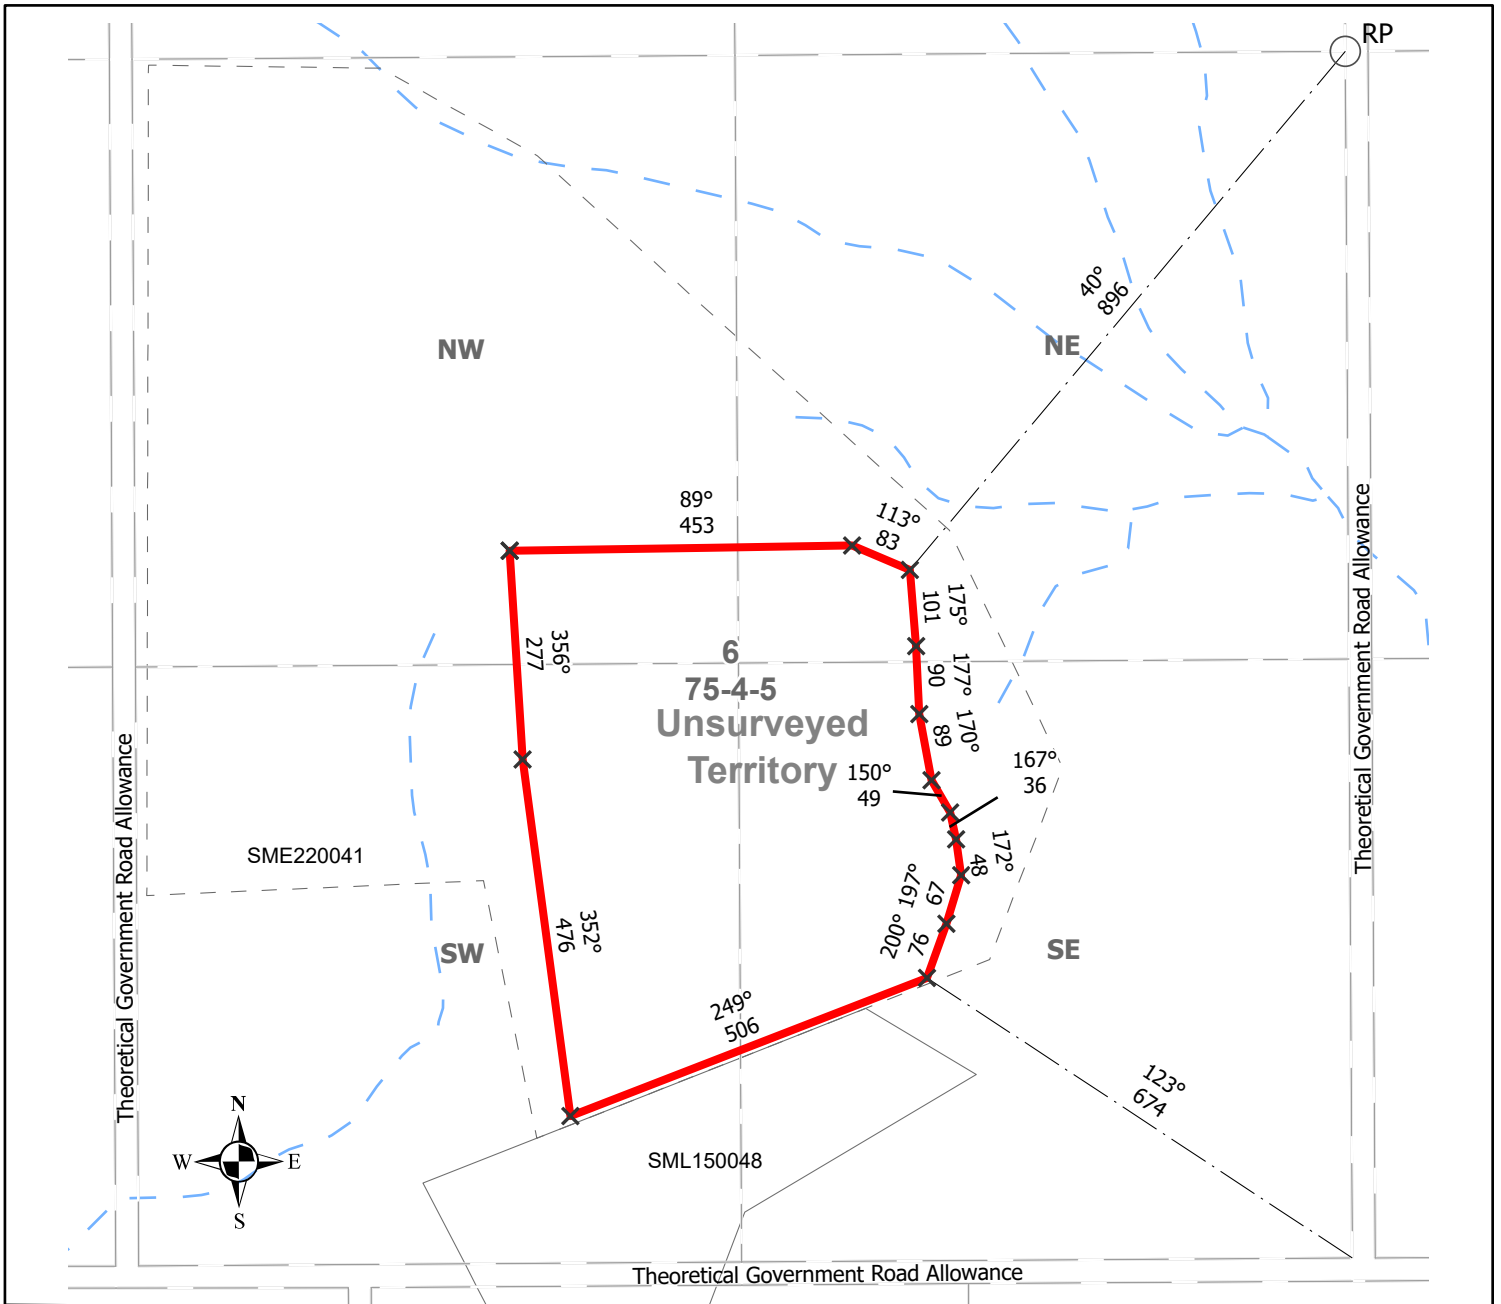 RP
40°
896
NW
NE
89°
453
113°
83
175°
101
356°
277
6
75-4-5
Unsurveyed
Territory
177°
90
170°
89
150°
49
167°
36
172°
48
197°
67
200°
76
SME220041
SW
SE
352°
476
249°
506
123°
674
SML150048
Theoretical Government Road Allowance
Theoretical Government Road Allowance
Theoretical Government Road Allowance
N
W
E
S